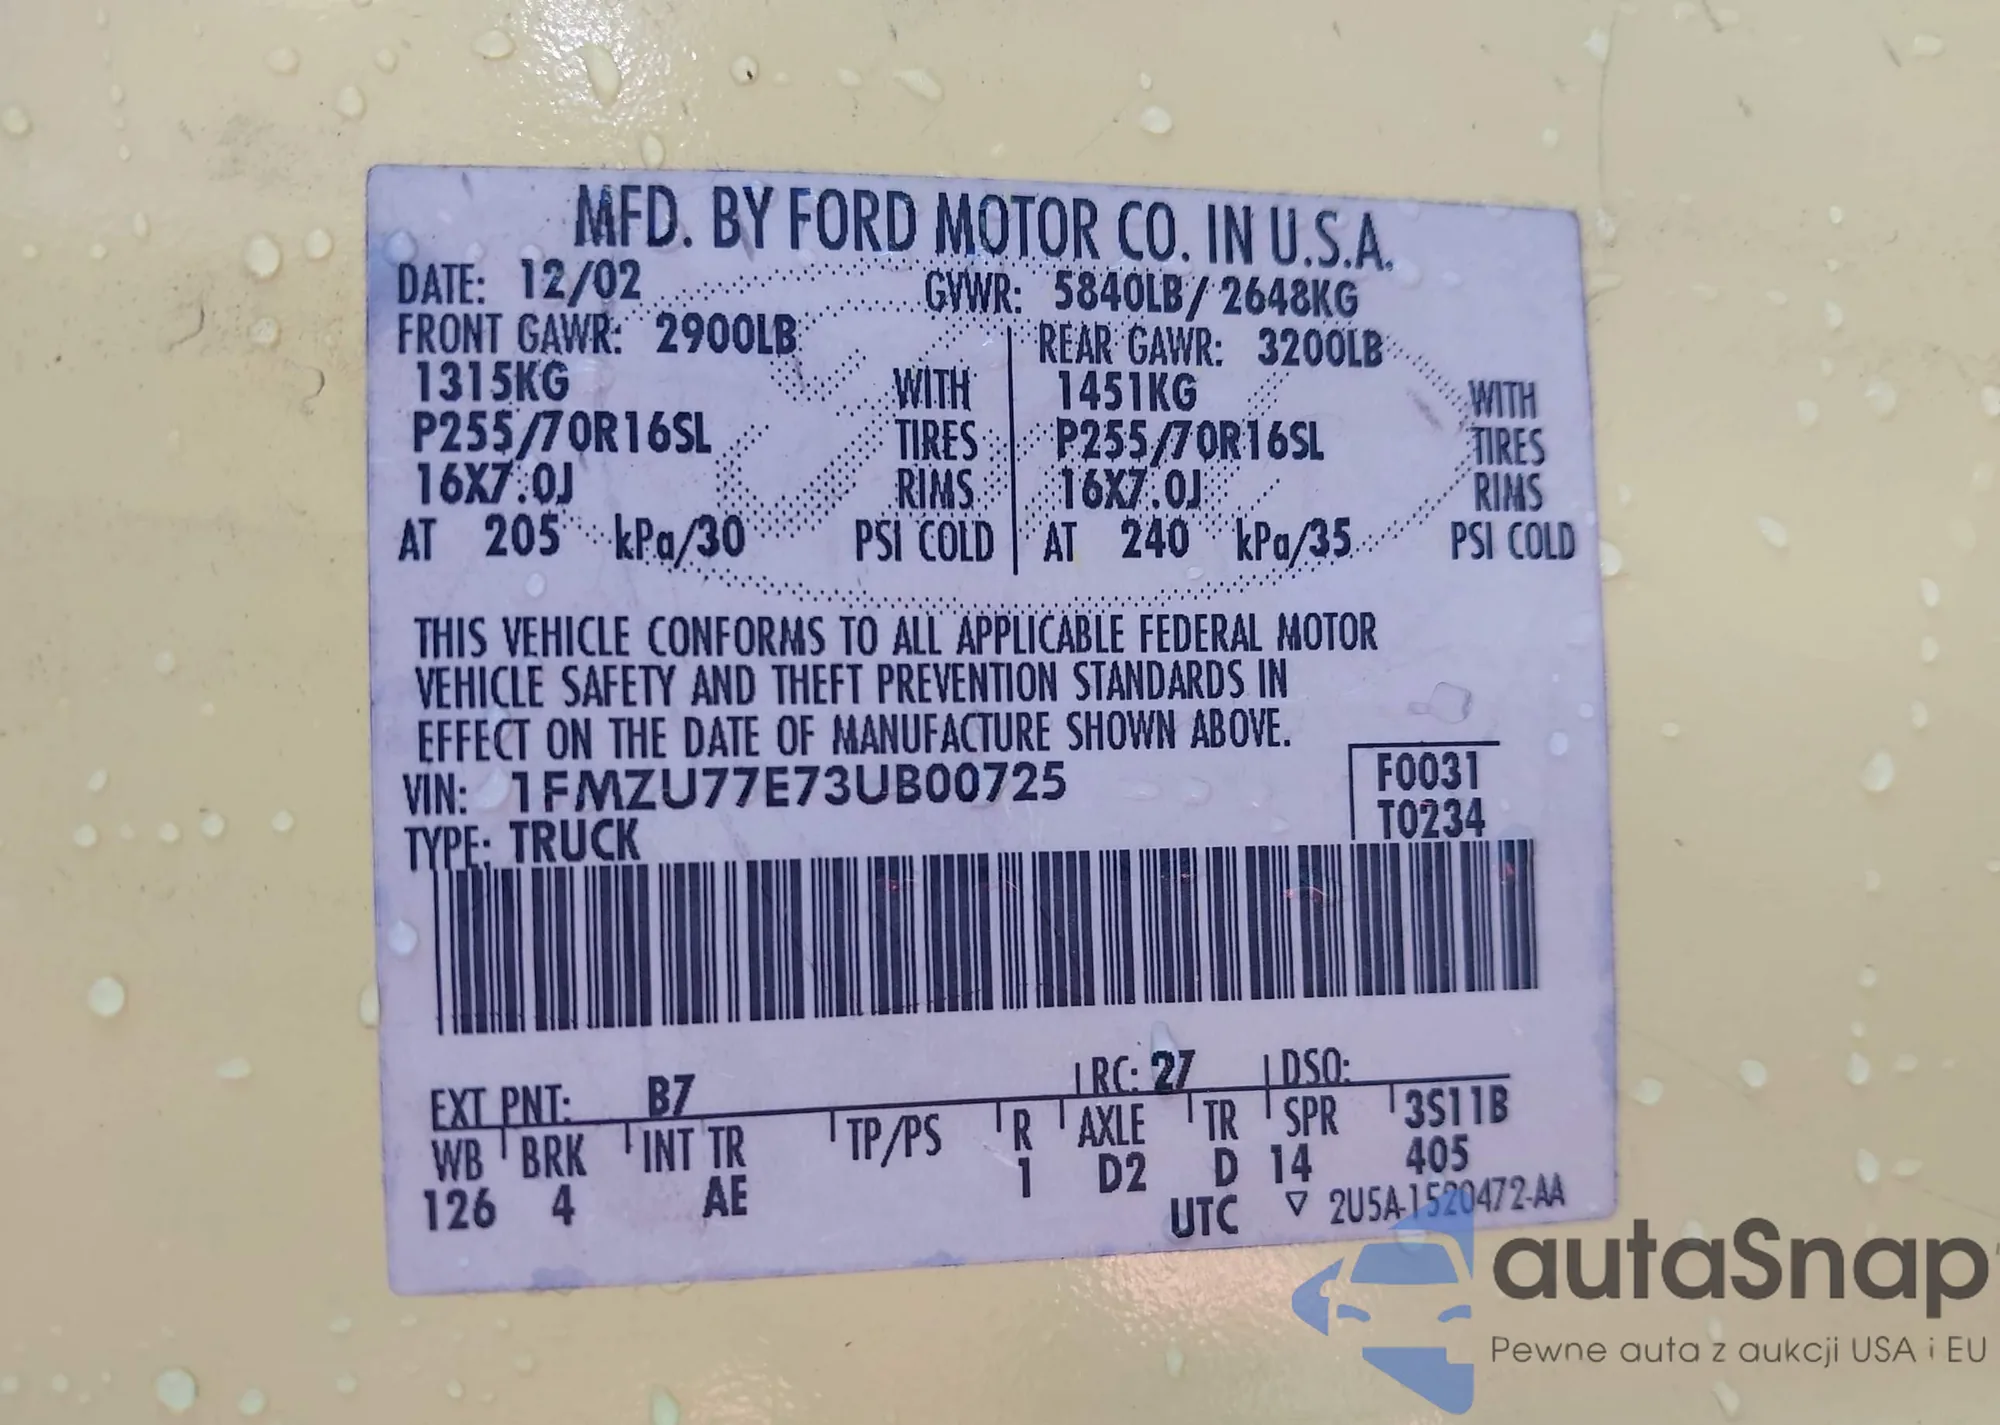 MFD. BY FORD MOTOR CO. IN U.S.A.
DATE: 12/02 GVWR: 5840LB/ 2648KG
FRONT GAWR: 2900LB REAR GAWR: 3200LB
1315KG WITH 1451KG WITH
P255/70R16SL TIRES P255/70R16SL TIRES
16X7.0J RIMS 16X7.0J RIMS
AT 205 kPa/30 PSI COLD AT 240 kPa/35 PSI COLD
THIS VEHICLE CONFORMS TO ALL APPLICABLE FEDERAL MOTOR
VEHICLE SAFETY AND THEFT PREVENTION STANDARDS IN
EFFECT ON THE DATE OF MANUFACTURE SHOWN ABOVE.
VIN: 1FMZU77E73UB00725 F0031
TYPE: TRUCK T0234
EXT PNT: B7 RC: 27 DSO:
WB BRK INT TR TP/PS R AXLE TR SPR 3S11B
126 4 AE 1 D2 D 14 405
UTC ▽ 2U5A-1520472-AA
autaSnap
Pewne auta z aukcji USA i EU